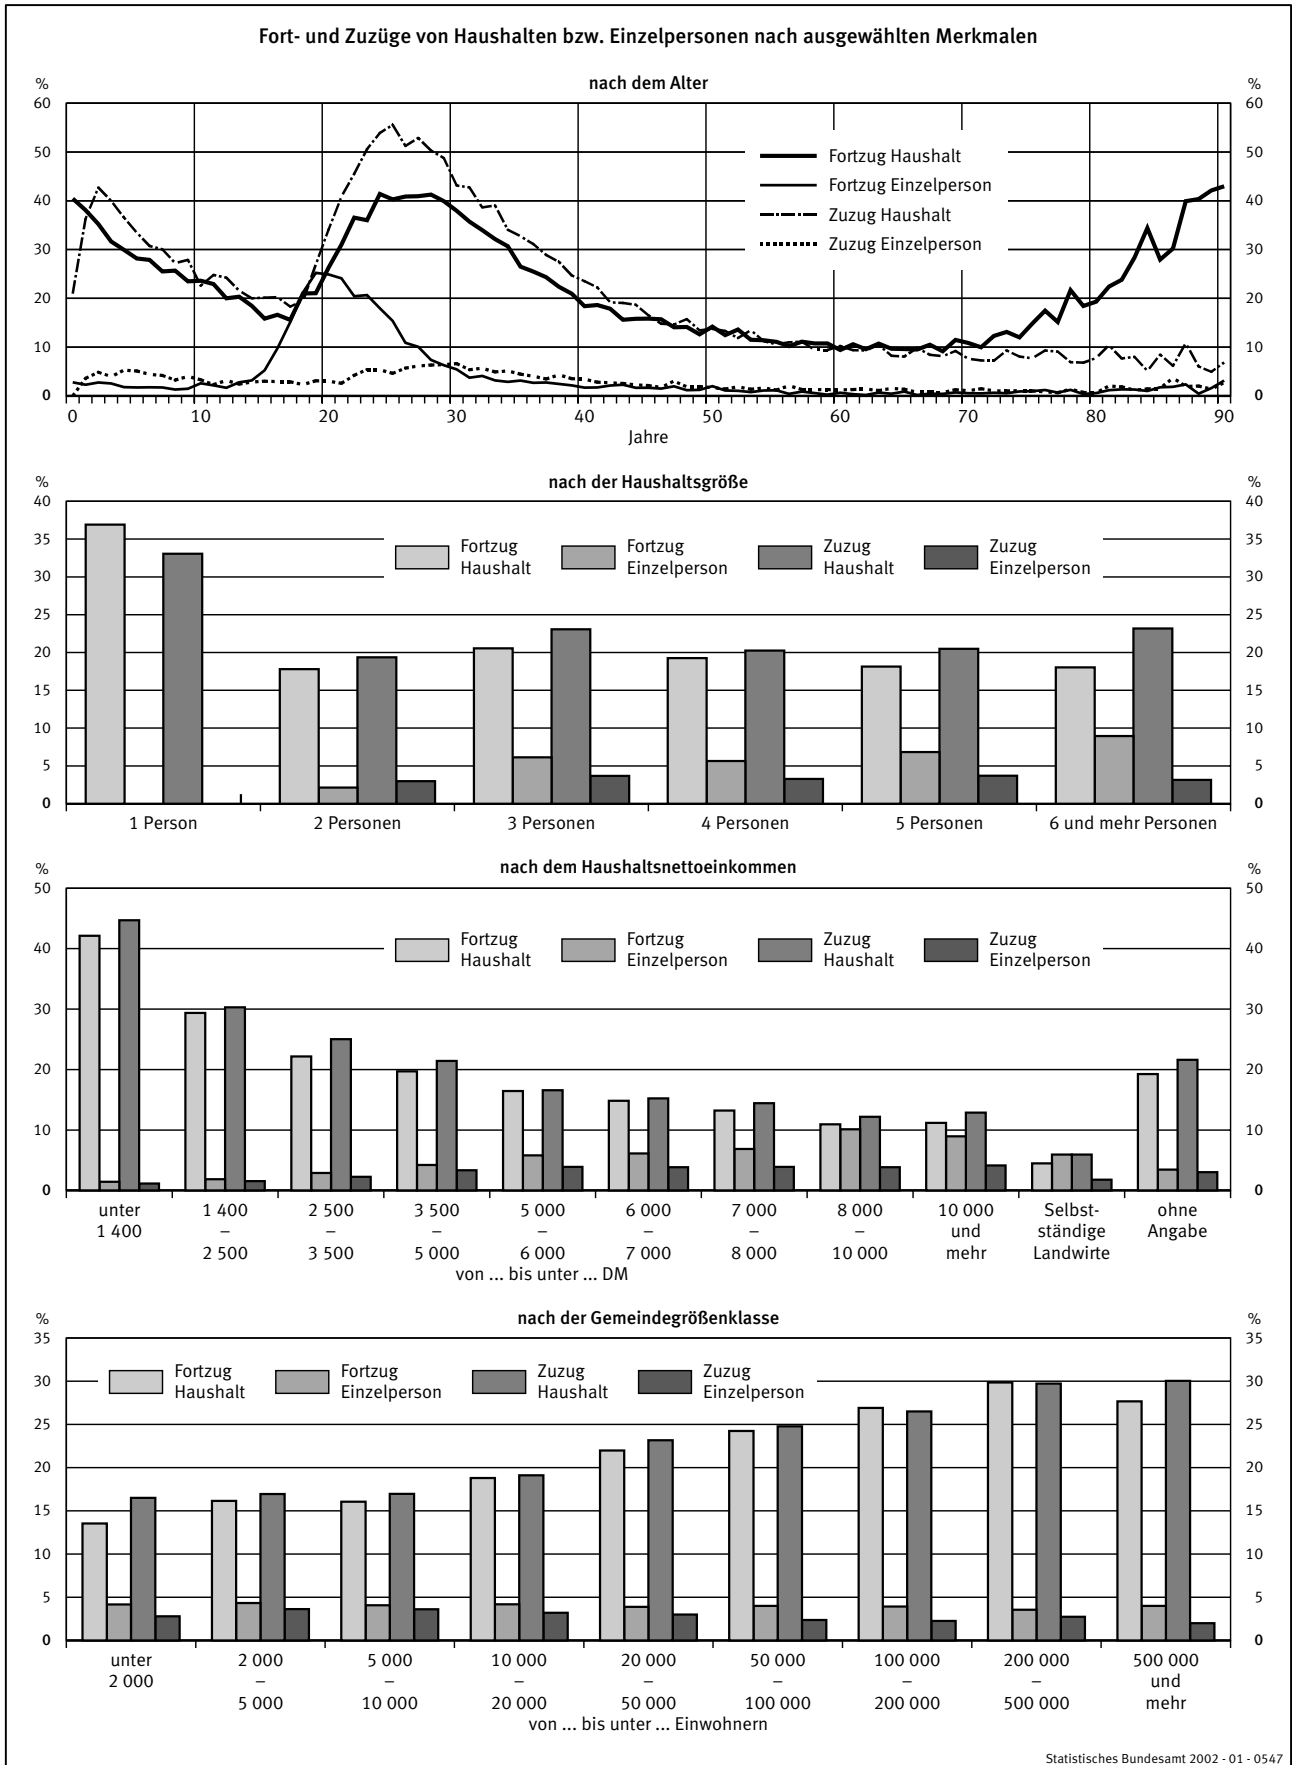 Fort- und Zuzüge von Haushalten bzw. Einzelpersonen nach ausgewählten Merkmalen
nach dem Alter
% %
60 60
50 50
40 40
30 30
20 20
10 10
0 0
Fortzug Haushalt
Fortzug Einzelperson
Zuzug Haushalt
Zuzug Einzelperson
0 10 20 30 40 50 60 70 80 90
Jahre
nach der Haushaltsgröße
% %
40 40
35 35
30 30
25 25
20 20
15 15
10 10
5 5
0 0
Fortzug Fortzug Zuzug Zuzug
Haushalt Einzelperson Haushalt Einzelperson
1 Person 2 Personen 3 Personen 4 Personen 5 Personen 6 und mehr Personen
nach dem Haushaltsnettoeinkommen
% %
50 50
40 40
30 30
20 20
10 10
0 0
Fortzug Fortzug Zuzug Zuzug
Haushalt Einzelperson Haushalt Einzelperson
unter 1 400 2 500 3 500 5 000 6 000 7 000 8 000 10 000 Selbst- ohne
1 400 – – – – – – – und ständige Angabe
2 500 3 500 5 000 6 000 7 000 8 000 10 000 mehr Landwirte
von ... bis unter ... DM
nach der Gemeindegrößenklasse
% %
35 35
30 30
25 25
20 20
15 15
10 10
5 5
0 0
Fortzug Fortzug Zuzug Zuzug
Haushalt Einzelperson Haushalt Einzelperson
unter 2 000 5 000 10 000 20 000 50 000 100 000 200 000 500 000
2 000 – – – – – – – und
5 000 10 000 20 000 50 000 100 000 200 000 500 000 mehr
von ... bis unter ... Einwohnern
Statistisches Bundesamt 2002 - 01 - 0547